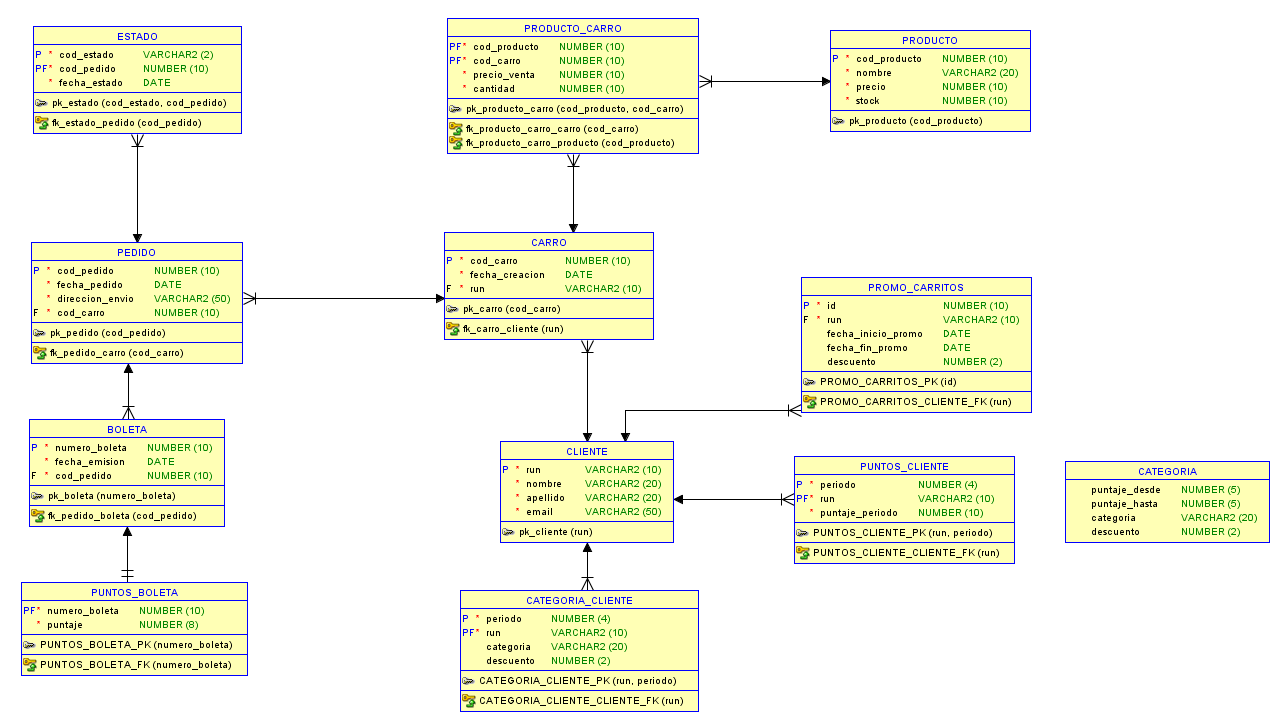 ESTADO
P * cod_estado VARCHAR2 (2)
PF* cod_pedido NUMBER (10)
* fecha_estado DATE
pk_estado (cod_estado, cod_pedido)
fk_estado_pedido (cod_pedido)
PRODUCTO_CARRO
PF* cod_producto NUMBER (10)
PF* cod_carro NUMBER (10)
* precio_venta NUMBER (10)
* cantidad NUMBER (10)
pk_producto_carro (cod_producto, cod_carro)
fk_producto_carro_carro (cod_carro)
fk_producto_carro_producto (cod_producto)
PRODUCTO
P * cod_producto NUMBER (10)
* nombre VARCHAR2 (20)
* precio NUMBER (10)
* stock NUMBER (10)
pk_producto (cod_producto)
PEDIDO
P * cod_pedido NUMBER (10)
* fecha_pedido DATE
* direccion_envio VARCHAR2 (50)
F * cod_carro NUMBER (10)
pk_pedido (cod_pedido)
fk_pedido_carro (cod_carro)
CARRO
P * cod_carro NUMBER (10)
* fecha_creacion DATE
F * run VARCHAR2 (10)
pk_carro (cod_carro)
fk_carro_cliente (run)
PROMO_CARRITOS
P * id NUMBER (10)
F * run VARCHAR2 (10)
fecha_inicio_promo DATE
fecha_fin_promo DATE
descuento NUMBER (2)
PROMO_CARRITOS_PK (id)
PROMO_CARRITOS_CLIENTE_FK (run)
BOLETA
P * numero_boleta NUMBER (10)
* fecha_emision DATE
F * cod_pedido NUMBER (10)
pk_boleta (numero_boleta)
fk_pedido_boleta (cod_pedido)
CLIENTE
P * run VARCHAR2 (10)
* nombre VARCHAR2 (20)
* apellido VARCHAR2 (20)
* email VARCHAR2 (50)
pk_cliente (run)
PUNTOS_CLIENTE
P * periodo NUMBER (4)
PF* run VARCHAR2 (10)
* puntaje_periodo NUMBER (10)
PUNTOS_CLIENTE_PK (run, periodo)
PUNTOS_CLIENTE_CLIENTE_FK (run)
CATEGORIA
puntaje_desde NUMBER (5)
puntaje_hasta NUMBER (5)
categoria VARCHAR2 (20)
descuento NUMBER (2)
PUNTOS_BOLETA
PF* numero_boleta NUMBER (10)
* puntaje NUMBER (8)
PUNTOS_BOLETA_PK (numero_boleta)
PUNTOS_BOLETA_FK (numero_boleta)
CATEGORIA_CLIENTE
P * periodo NUMBER (4)
PF* run VARCHAR2 (10)
categoria VARCHAR2 (20)
descuento NUMBER (2)
CATEGORIA_CLIENTE_PK (run, periodo)
CATEGORIA_CLIENTE_CLIENTE_FK (run)